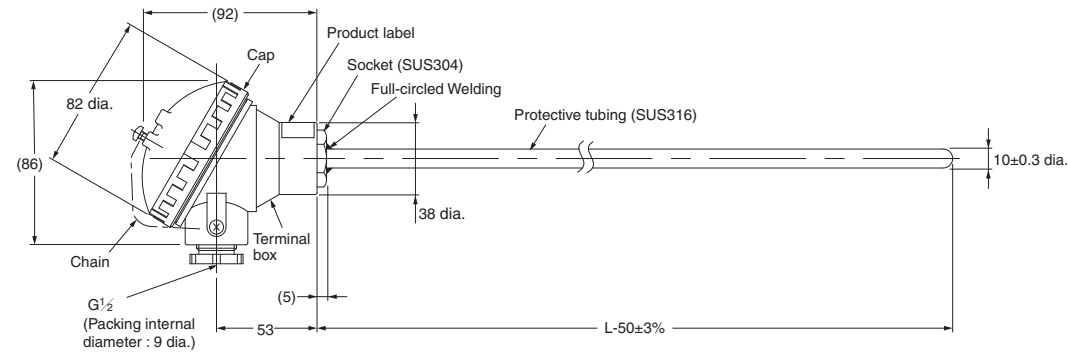 (92)
Product label
Cap
Socket (SUS304)
Full-circled Welding
82 dia.
Protective tubing (SUS316)
(86)
10±0.3 dia.
38 dia.
Terminal
box
Chain
(5)
G½
(Packing internal
diameter : 9 dia.)
53
L-50±3%